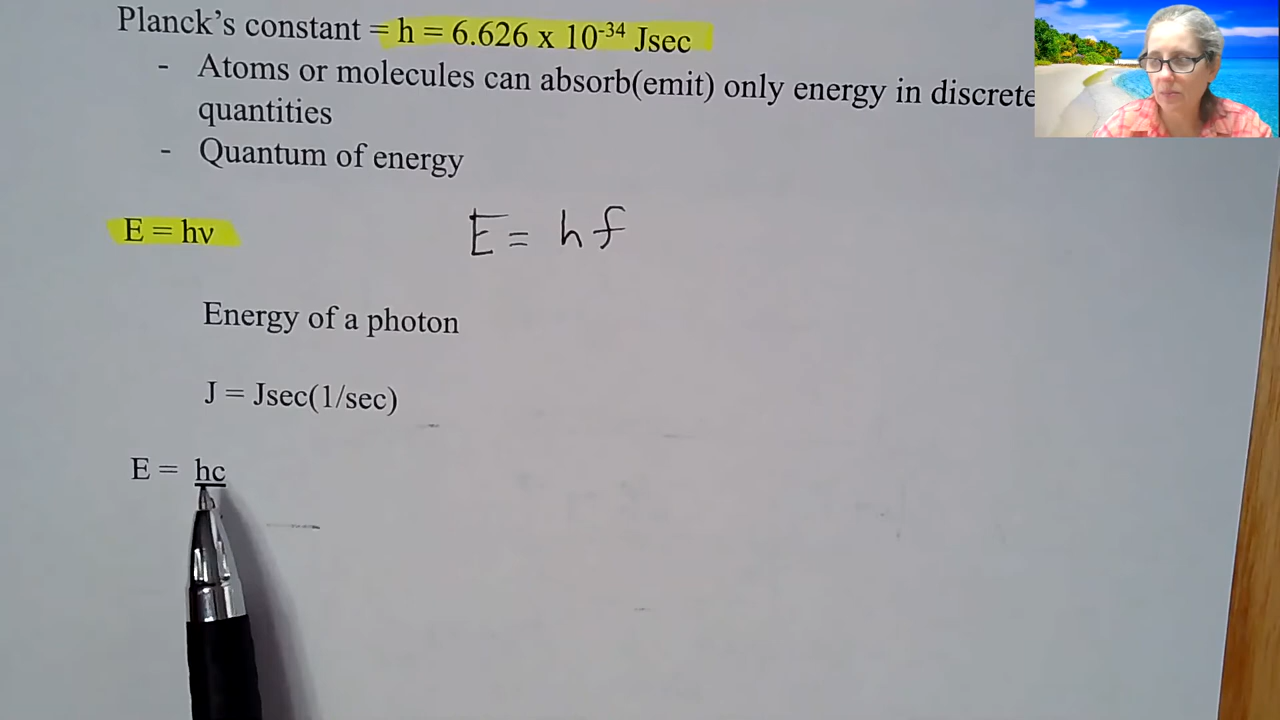 Planck's constant = h = 6.626 x 10⁻³⁴ Jsec
- Atoms or molecules can absorb(emit) only energy in discrete
quantities
- Quantum of energy
E = hν
E = hf
Energy of a photon
J = Jsec(1/sec)
E = hc